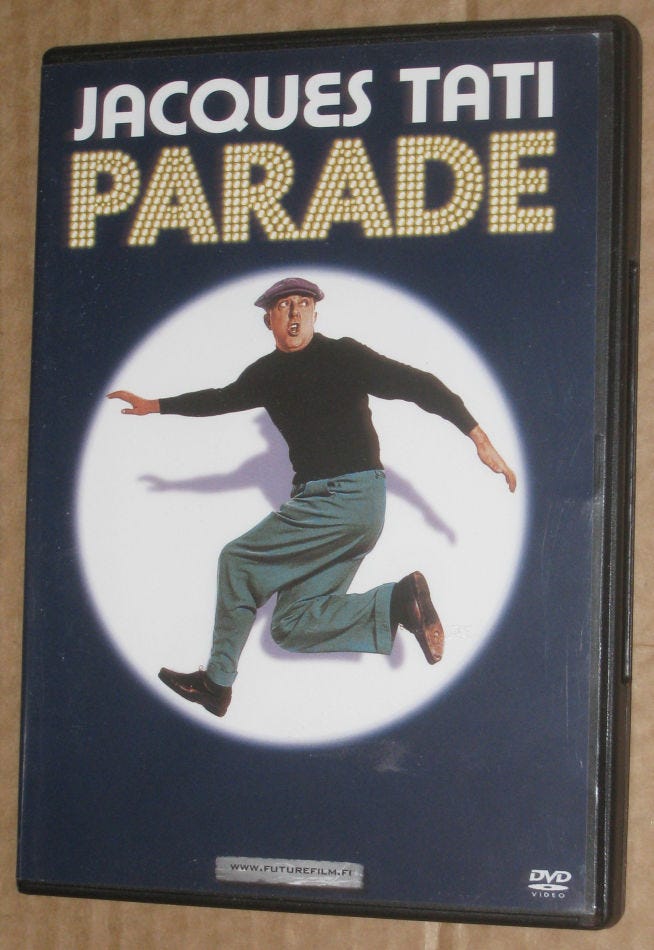 JACQUES TATI
PARADE
WWW.FUTUREFILM.FI
DVD
VIDEO